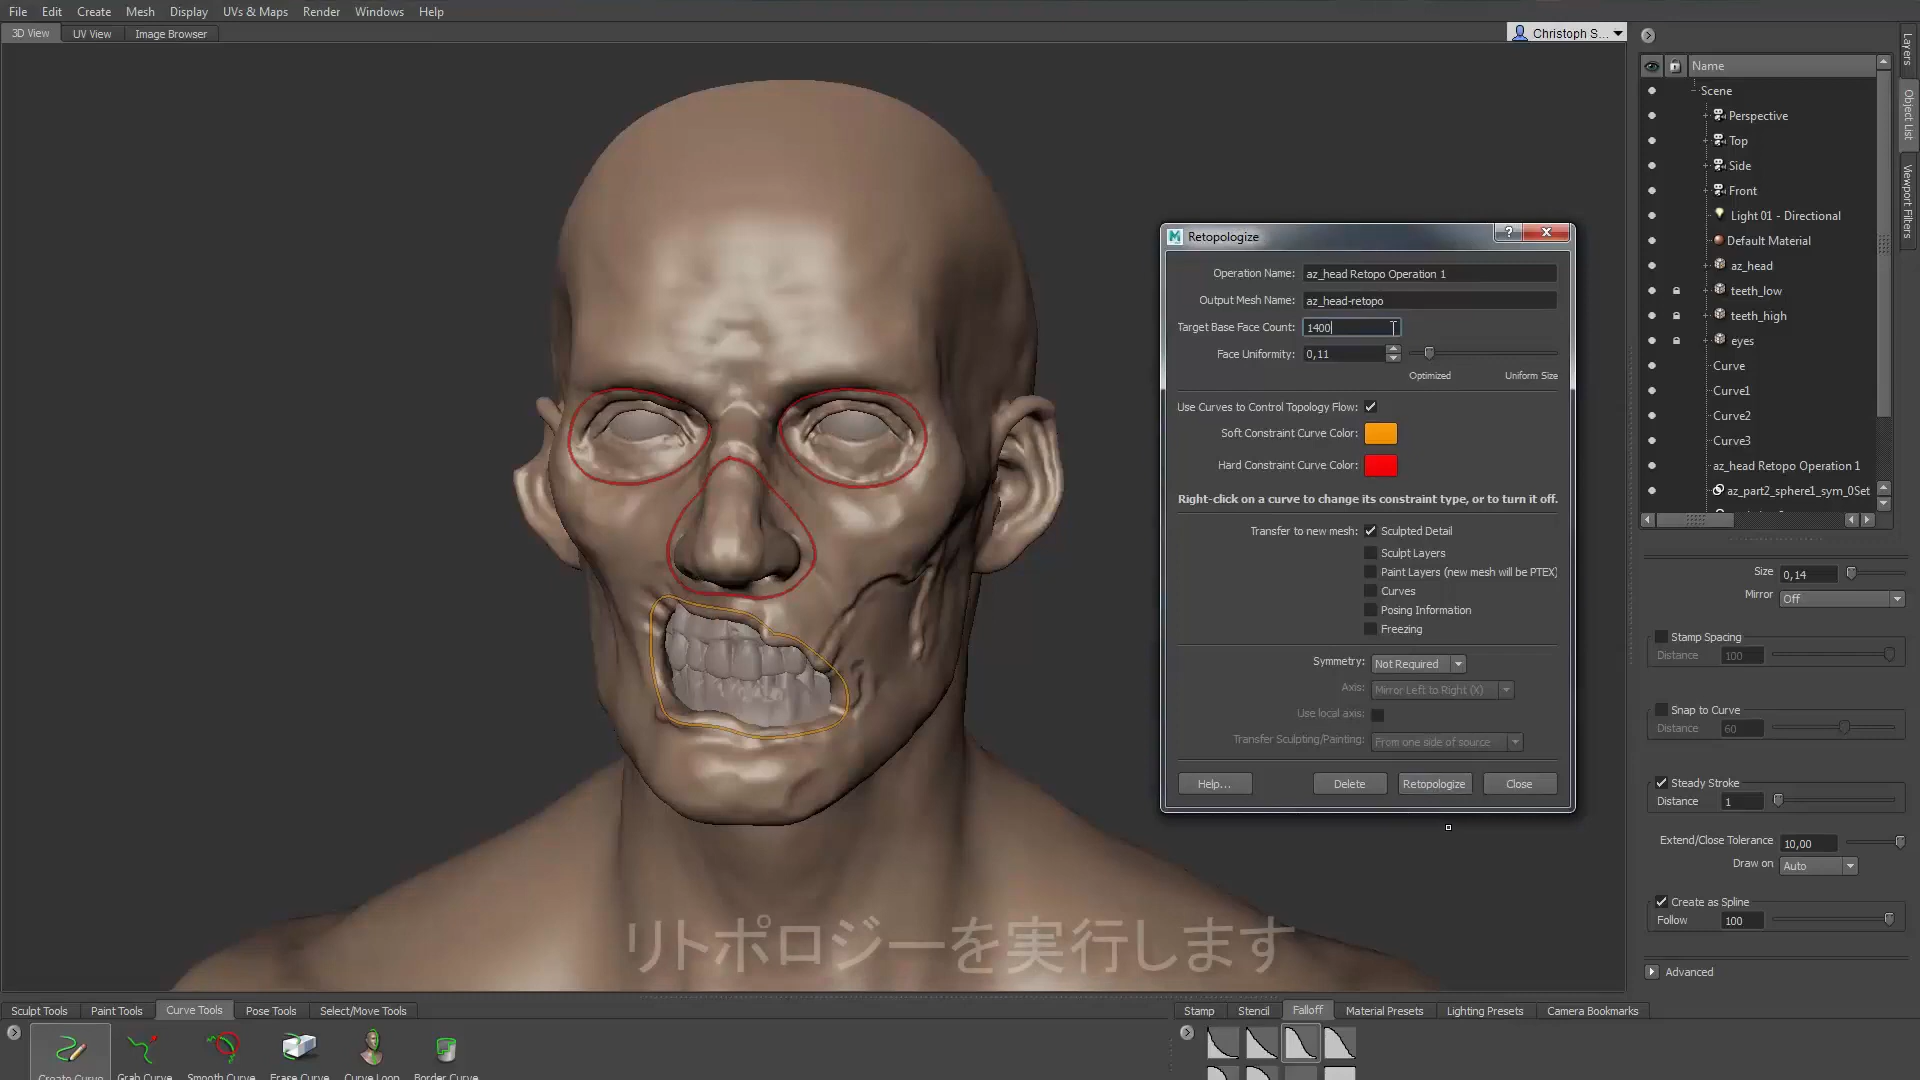 File Edit Create Mesh Display UVs & Maps Render Windows Help
3D View UV View Image Browser
Christoph S...
Name
Scene
Perspective
Top
Side
Front
Light 01 - Directional
Default Material
az_head
teeth_low
teeth_high
eyes
Curve
Curve1
Curve2
Curve3
az_head Retopo Operation 1
az_part2_sphere1_sym_0Set
Layers
Object List
Viewport Filters
Retopologize
?
Operation Name: az_head Retopo Operation 1
Output Mesh Name: az_head-retopo
Target Base Face Count: 1400
Face Uniformity: 0,11
Optimized Uniform Size
Use Curves to Control Topology Flow:
Soft Constraint Curve Color:
Hard Constraint Curve Color:
Right-click on a curve to change its constraint type, or to turn it off.
Transfer to new mesh: Sculpted Detail
Sculpt Layers
Paint Layers (new mesh will be PTEX)
Curves
Posing Information
Freezing
Symmetry: Not Required
Axis: Mirror Left to Right (X)
Use local axis:
Transfer Sculpting/Painting: From one side of source
Help... Delete Retopologize Close
Size 0,14
Mirror Off
Stamp Spacing
Distance 100
Snap to Curve
Distance 60
Steady Stroke
Distance 1
Extend/Close Tolerance 10,00
Draw on Auto
Create as Spline
Follow 100
Advanced
リトポロジーを実行します
Sculpt Tools Paint Tools Curve Tools Pose Tools Select/Move Tools
Create Curve Grab Curve Smooth Curve Erase Curve Curve Loop Border Curve
Stamp Stencil Falloff Material Presets Lighting Presets Camera Bookmarks